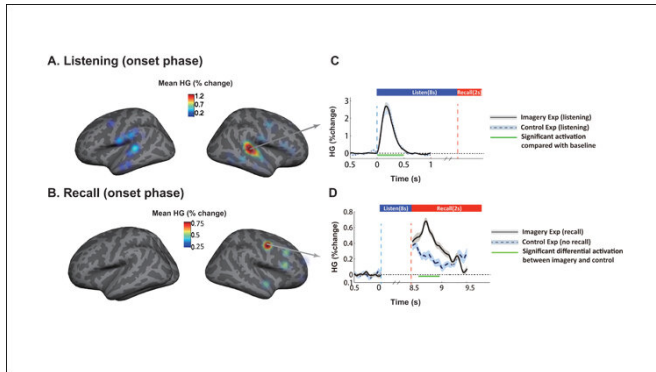 A. Listening (onset phase)
Mean HG (% change)
1.2
0.7
0.2
B. Recall (onset phase)
Mean HG (% change)
0.75
0.5
0.25
C
Listen(8s)
Recall(2s)
HG (%change)
3
2
1
0
0.5
0
0.5
1
Time (s)
Imagery Exp (listening)
Control Exp (listening)
Significant activation
compared with baseline
D
Listen(8s)
Recall(2s)
HG (%change)
0.8
0.6
0.4
0.2
0
0.5
0
8.5
9
9.5
Time (s)
Imagery Exp (recall)
Control Exp (no recall)
Significant differential activation
between imagery and control